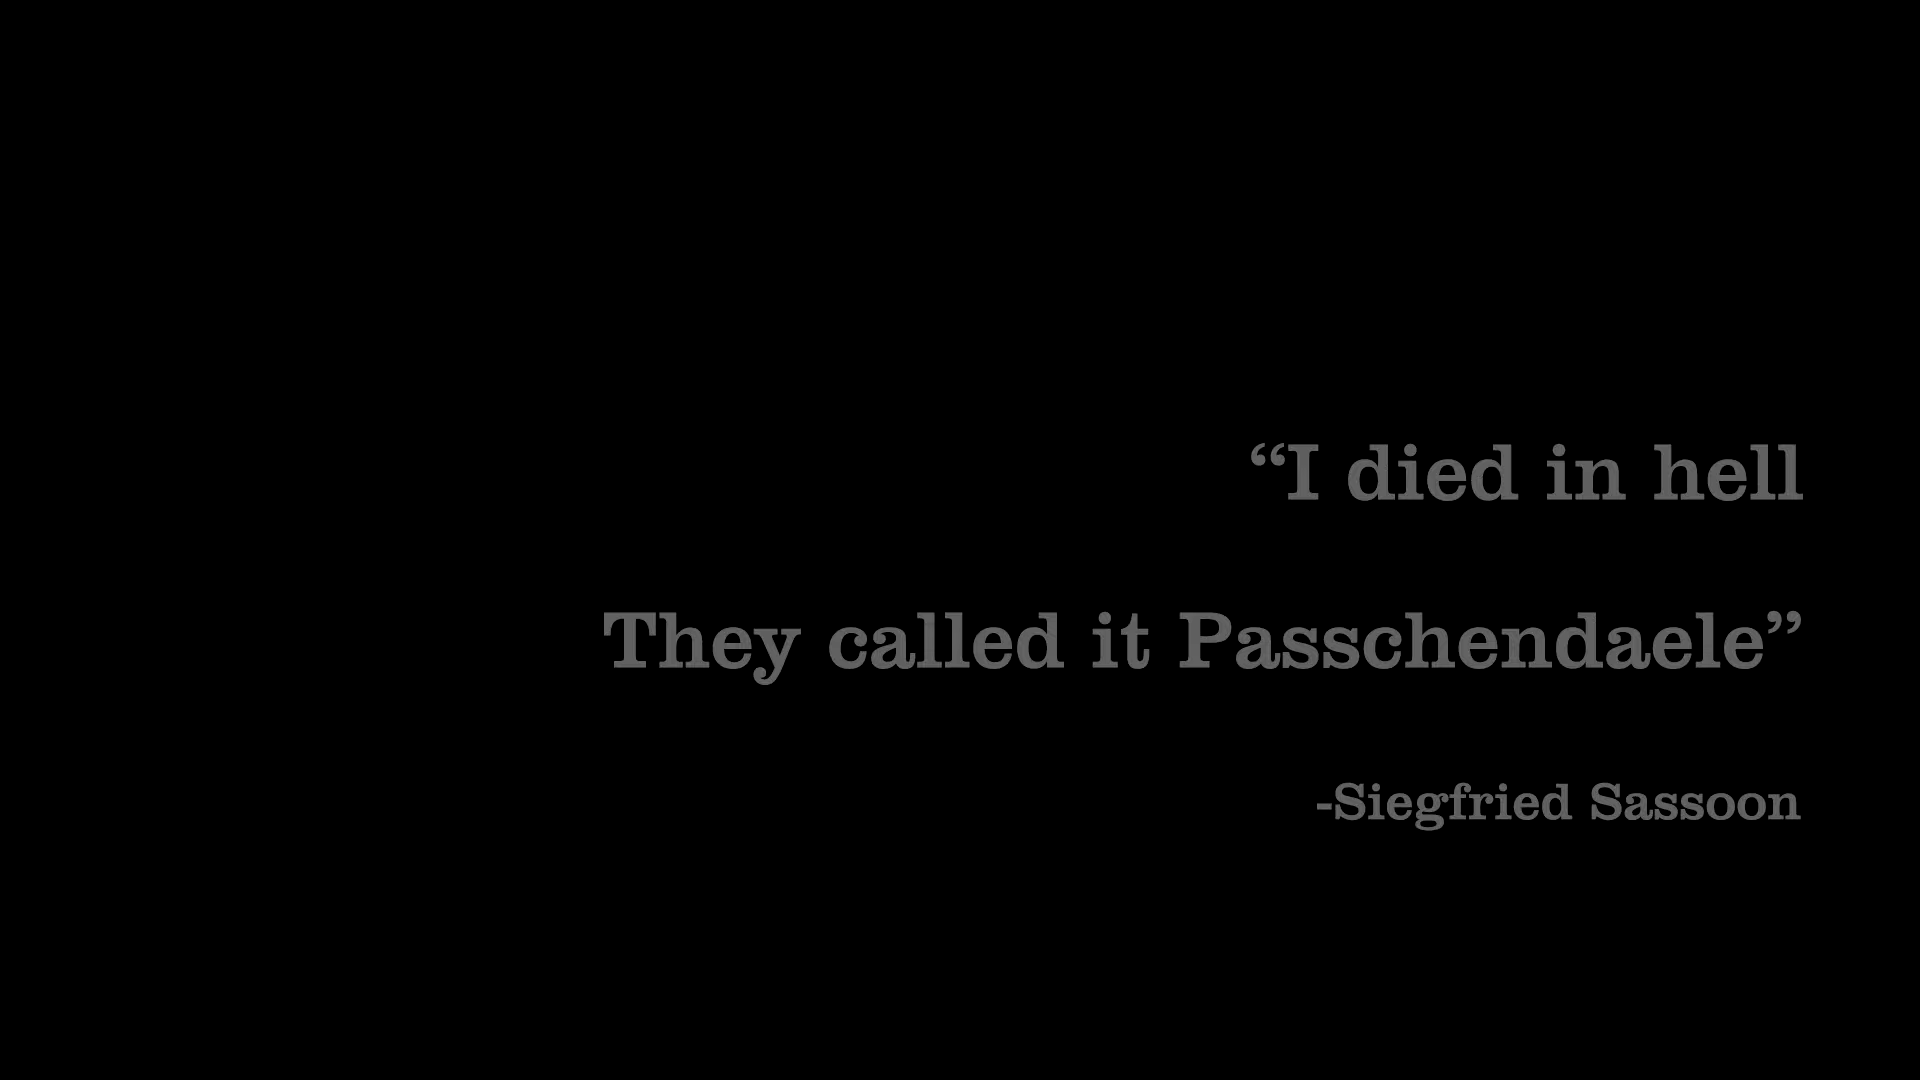 “I died in hell
They called it Passchendaele”
-Siegfried Sassoon